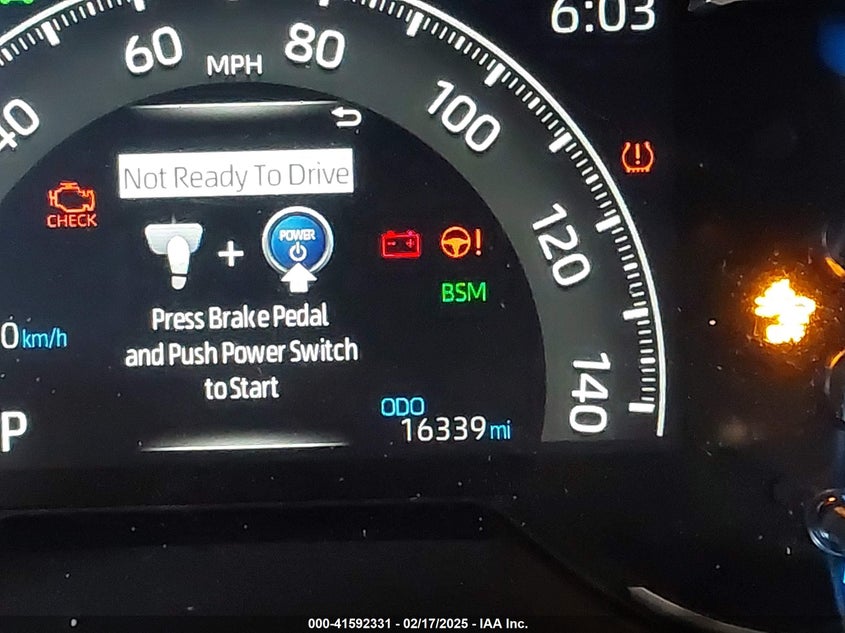 6:03
60
80
MPH
40
100
Not Ready To Drive
CHECK
POWER
+
!
120
BSM
0 km/h
Press Brake Pedal
and Push Power Switch
to Start
140
ODO
16339 mi
P
000-41592331 - 02/17/2025 - IAA Inc.